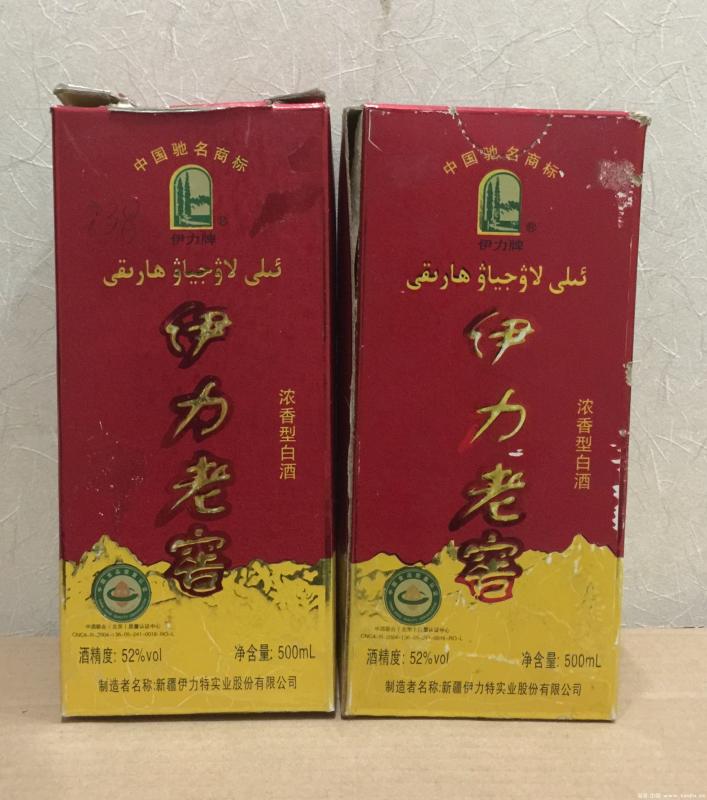 中国驰名商标
伊力牌
ئىلى لاۋجياۋ ھارىقى
伊力老窖
浓香型白酒
酒精度: 52%vol
净含量: 500mL
制造者名称:新疆伊力特实业股份有限公司
中国驰名商标
伊力牌
ئىلى لاۋجياۋ ھارىقى
伊力老窖
浓香型白酒
酒精度: 52%vol
净含量: 500mL
制造者名称:新疆伊力特实业股份有限公司